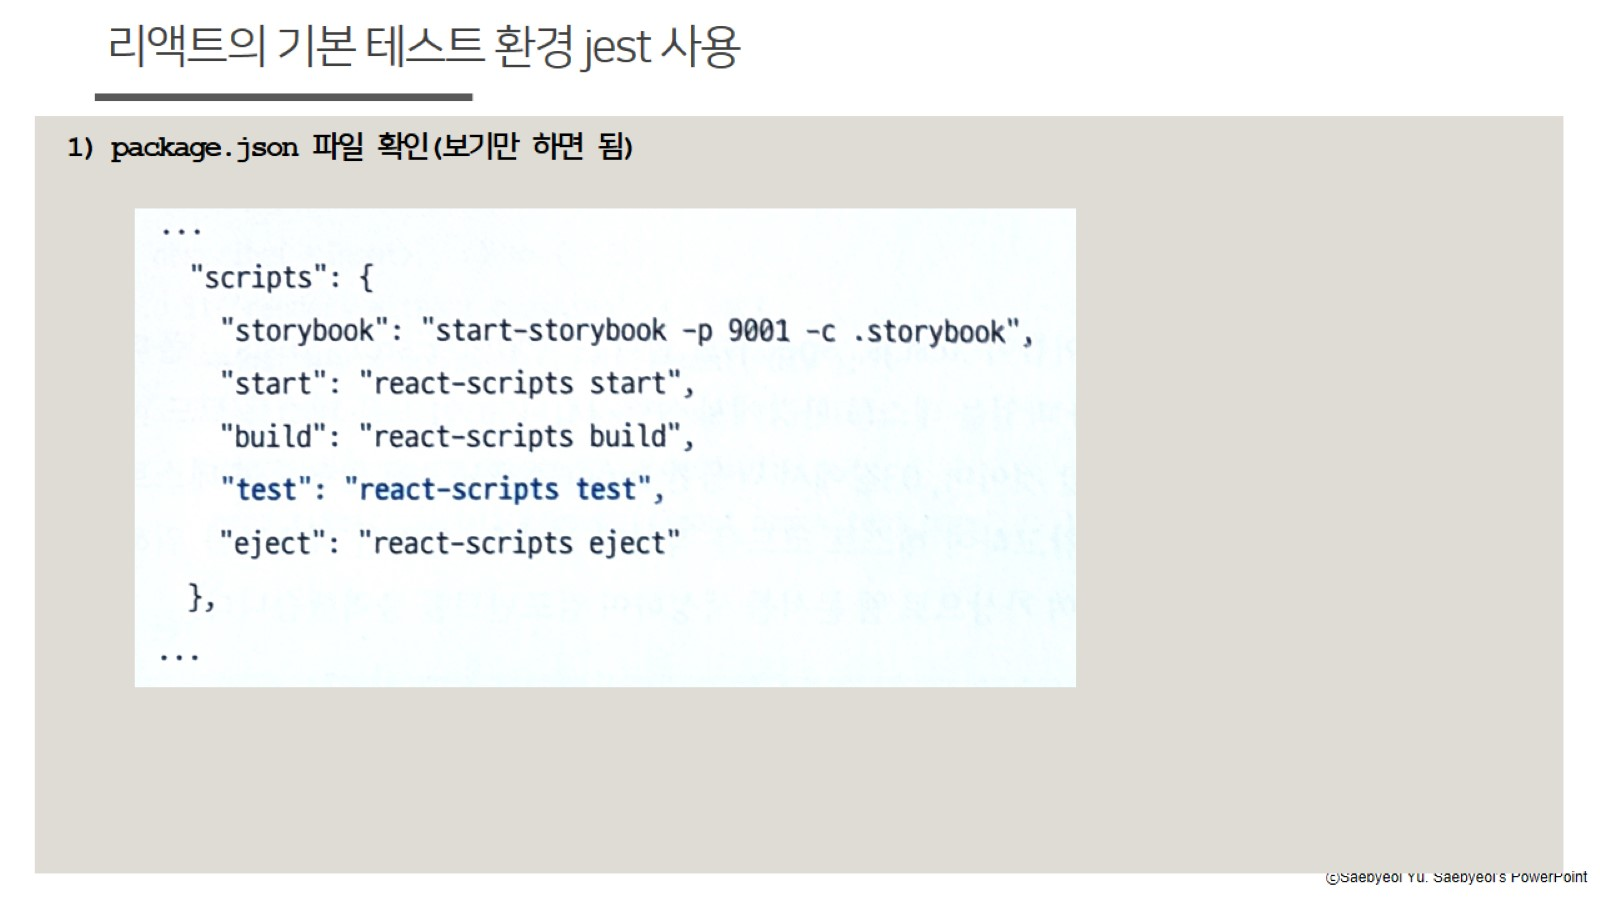 리액트의 기본 테스트 환경 jest 사용
1) package.json 파일 확인(보기만 하면 됨)
...
"scripts": {
"storybook": "start-storybook -p 9001 -c .storybook",
"start": "react-scripts start",
"build": "react-scripts build",
"test": "react-scripts test",
"eject": "react-scripts eject"
},
...
ⓒSaebyeol Yu. Saebyeol's PowerPoint